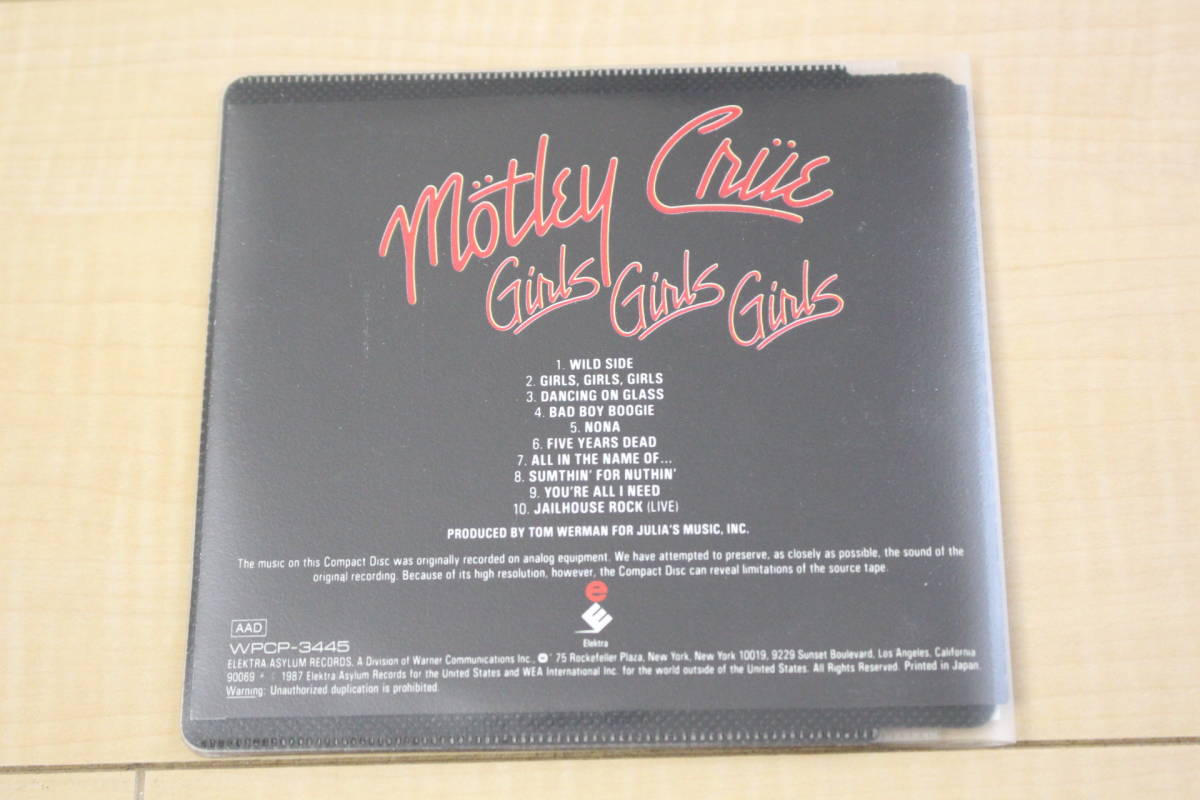 Mötley Crüe
Girls Girls Girls
1. WILD SIDE
2. GIRLS, GIRLS, GIRLS
3. DANCING ON GLASS
4. BAD BOY BOOGIE
5. NONA
6. FIVE YEARS DEAD
7. ALL IN THE NAME OF...
8. SUMTHIN' FOR NUTHIN'
9. YOU'RE ALL I NEED
10. JAILHOUSE ROCK (LIVE)
PRODUCED BY TOM WERMAN FOR JULIA'S MUSIC, INC.
The music on this Compact Disc was originally recorded on analog equipment. We have attempted to preserve, as closely as possible, the sound of the
original recording. Because of its high resolution, however, the Compact Disc can reveal limitations of the source tape.
e
E
Elektra
AAD
WPCP-3445
ELEKTRA ASYLUM RECORDS, A Division of Warner Communications Inc., 75 Rockefeller Plaza, New York, New York 10019, 9229 Sunset Boulevard, Los Angeles, California
90069 1987 Elektra Asylum Records for the United States and WEA International Inc. for the world outside of the United States. All Rights Reserved. Printed in Japan.
Warning: Unauthorized duplication is prohibited.